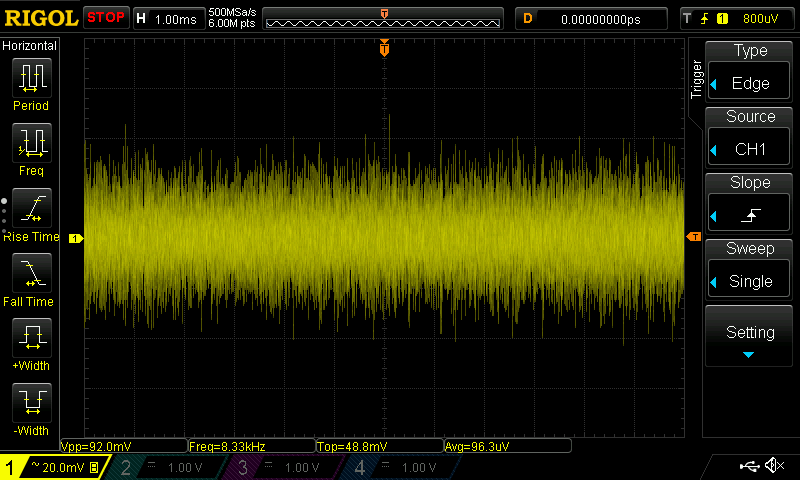 RIGOL STOP H 1.00ms 500MSa/s 6.00M pts T D 0.00000000ps T 1 800uV
Horizontal
Period
Freq
Rise Time
Fall Time
+Width
-Width
T
1
T
Trigger
Type
Edge
Source
CH1
Slope
Sweep
Single
Setting
Vpp=92.0mV Freq=8.33kHz Top=48.8mV Avg=96.3uV
1 ~ 20.0mV B 2 1.00 V 3 1.00 V 4 1.00 V